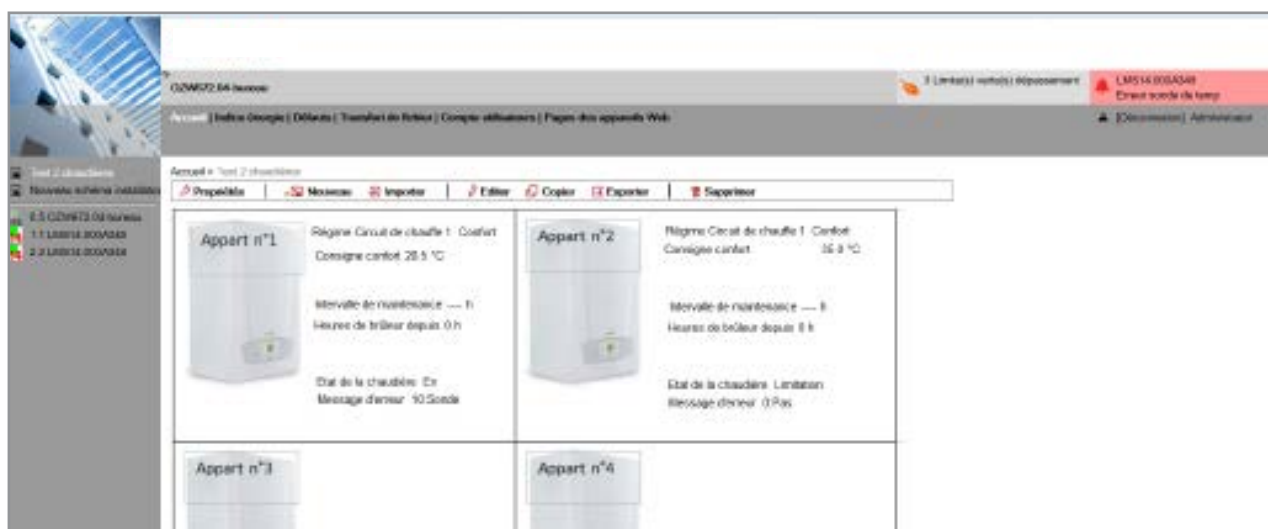 OZW672.04 bureau
3 Limite(s) verte(s) dépassement
LMS14.000A349
Erreur sonde de temp
Accueil | Indice énergie | Défauts | Transfert de fichier | Compte utilisateurs | Pages des appareils Web
[Déconnexion] Administrateur
Test 2 chaudières
Nouveau schéma installation
0.5 OZW672.04 bureau
1.1 LMS14.000A349
2.2 LMS14.000A349
Accueil > Test 2 chaudières
Propriétés | Nouveau Importer | Editer Copier Exporter | Supprimer
Appart n°1
Régime Circuit de chauffe 1 Confort
Consigne confort 20.5 °C
Intervalle de maintenance ---- h
Heures de brûleur depuis 0 h
Etat de la chaudière En
Message d'erreur 10:Sonde
Appart n°2
Régime Circuit de chauffe 1 Confort
Consigne confort 35.0 °C
Intervalle de maintenance ---- h
Heures de brûleur depuis 0 h
Etat de la chaudière Limitation
Message d'erreur 0:Pas
Appart n°3
Appart n°4